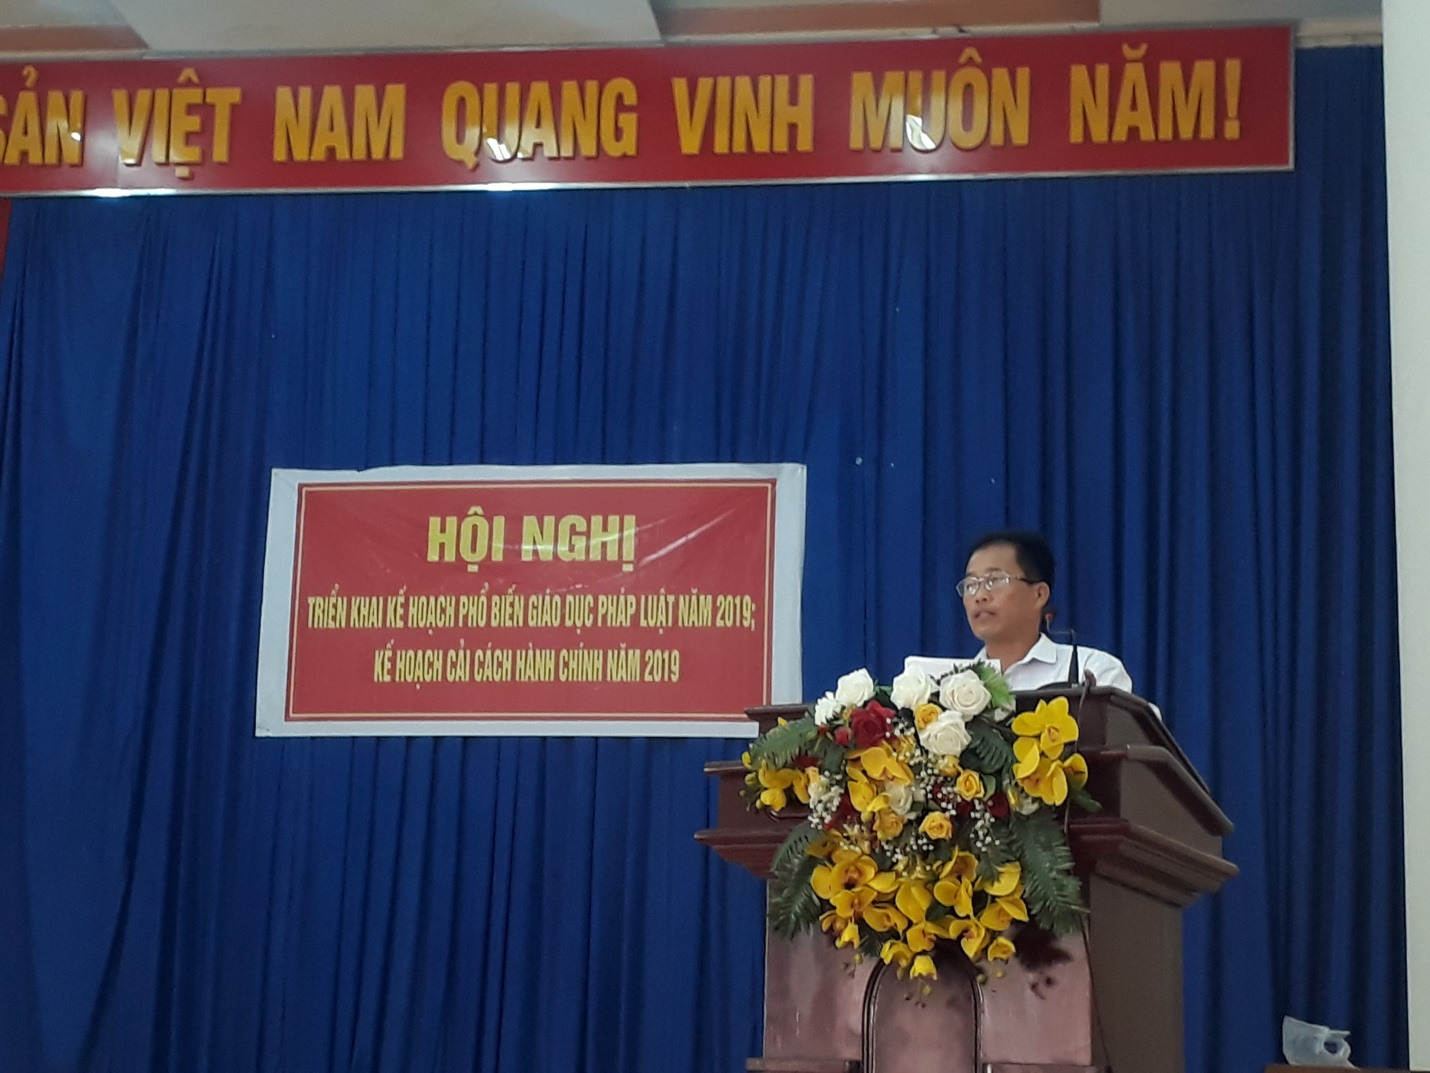 SẢN VIỆT NAM QUANG VINH MUÔN NĂM!
HỘI NGHỊ
TRIỂN KHAI KẾ HOẠCH PHỔ BIẾN GIÁO DỤC PHÁP LUẬT NĂM 2019;
KẾ HOẠCH CẢI CÁCH HÀNH CHÍNH NĂM 2019